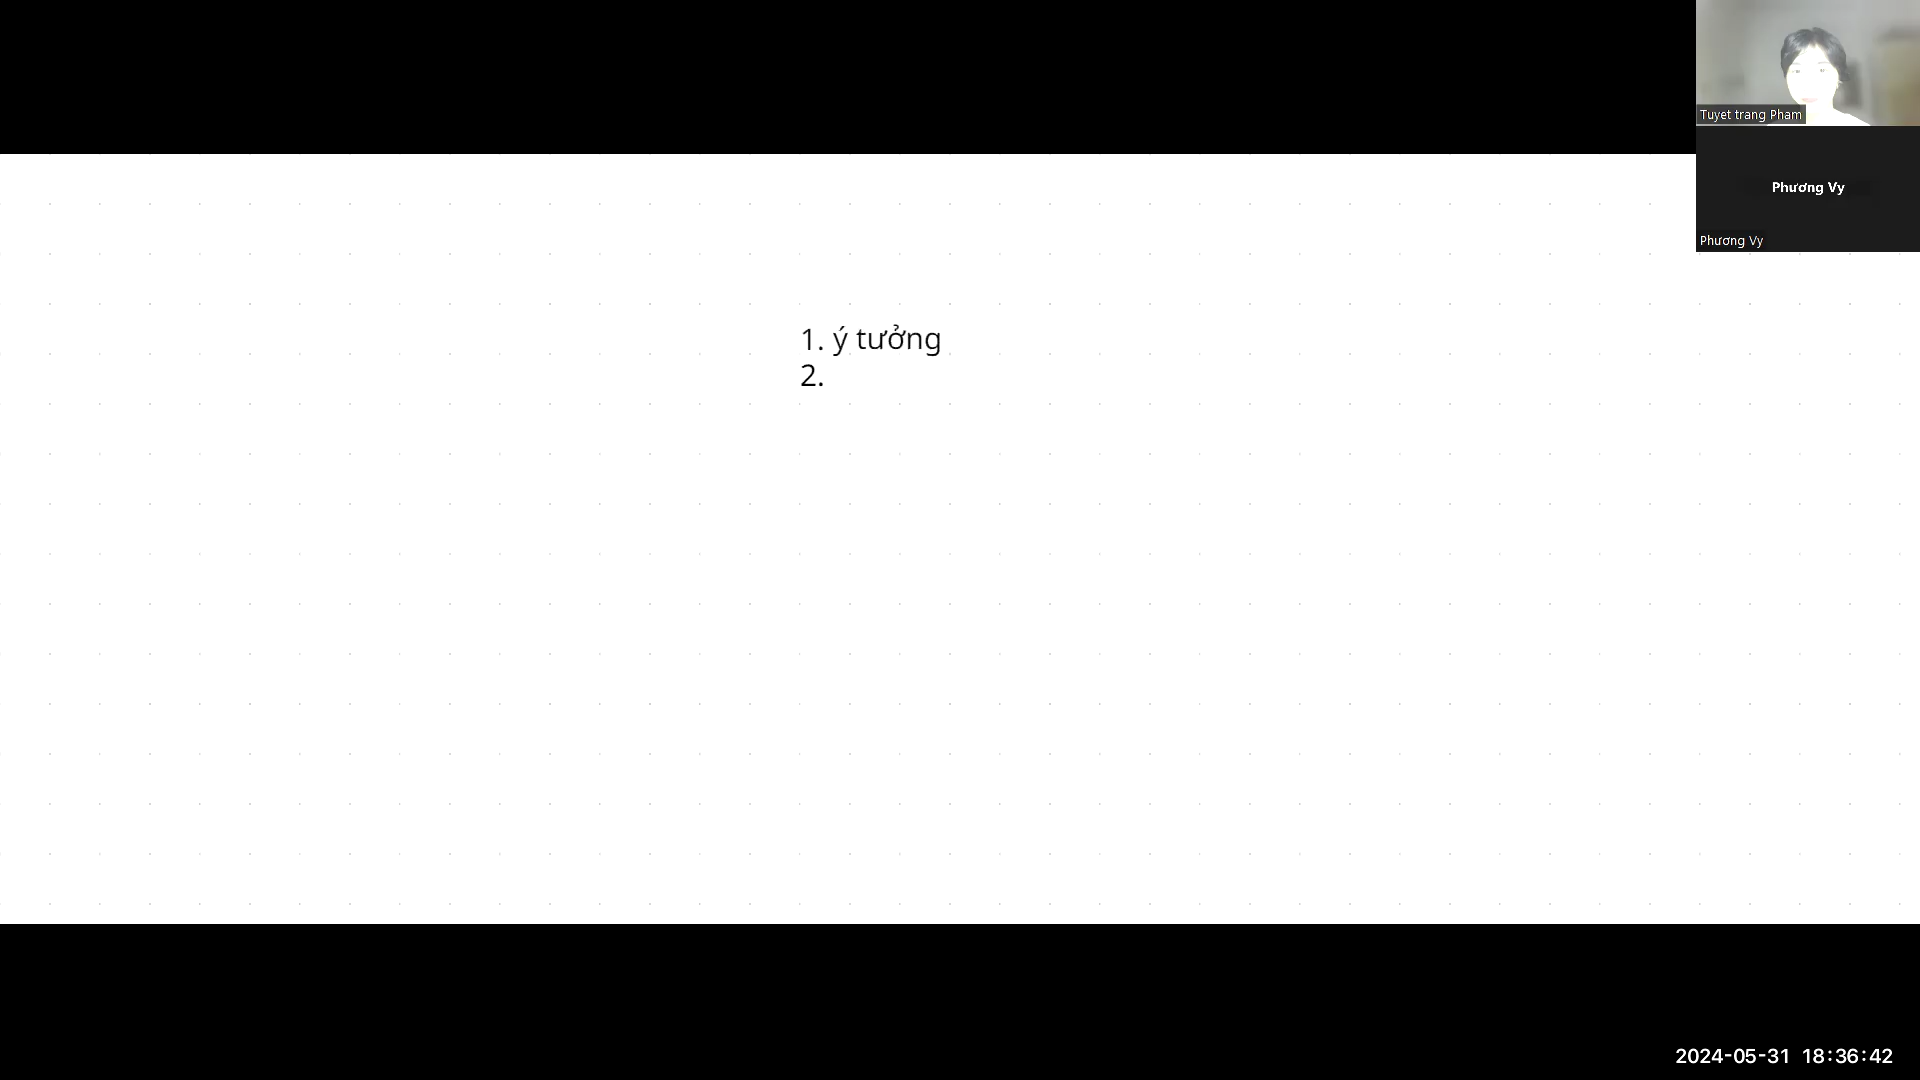 Tuyet trang Pham
Phương Vy
Phương Vy
1. ý tưởng
2.
2024-05-31 18:36:42